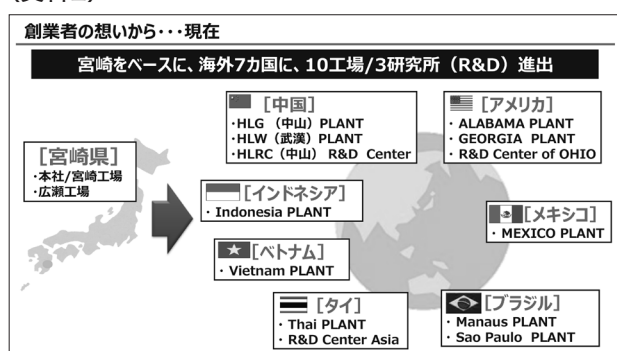 創業者の想いから・・・現在
宮崎をベースに、海外7カ国に、10工場/3研究所（R&D）進出
［宮崎県］
・本社/宮崎工場
・広瀬工場
［中国］
・HLG （中山）PLANT
・HLW（武漢）PLANT
・HLRC（中山） R&D Center
［アメリカ］
・ ALABAMA PLANT
・ GEORGIA PLANT
・ R&D Center of OHIO
［インドネシア］
・ Indonesia PLANT
［メキシコ］
・ MEXICO PLANT
［ベトナム］
・ Vietnam PLANT
［タイ］
・ Thai PLANT
・ R&D Center Asia
［ブラジル］
・ Manaus PLANT
・ Sao Paulo PLANT